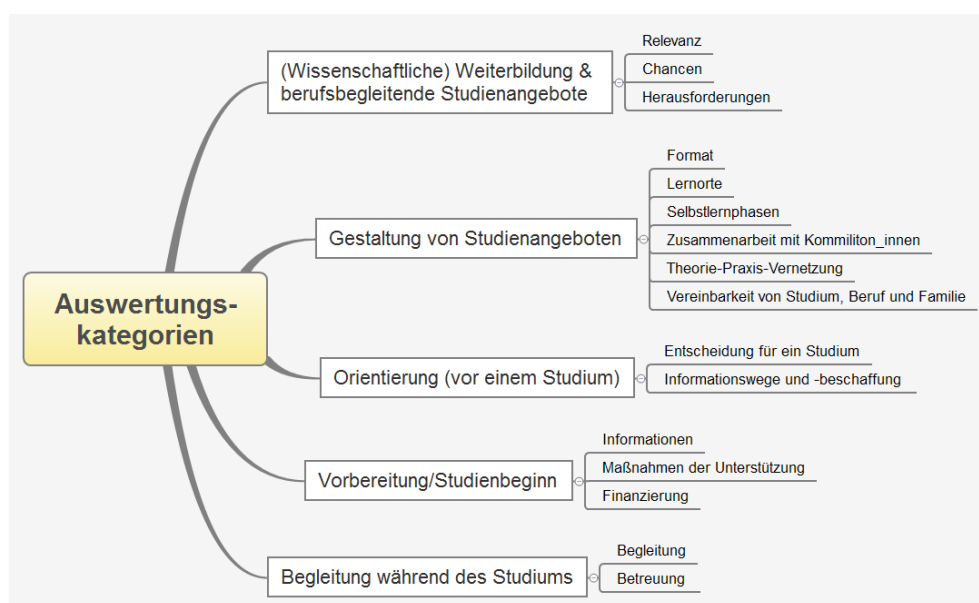 (Wissenschaftliche) Weiterbildung &
berufsbegleitende Studienangebote
Relevanz
Chancen
Herausforderungen
Gestaltung von Studienangeboten
Format
Lernorte
Selbstlernphasen
Zusammenarbeit mit Kommiliton_innen
Theorie-Praxis-Vernetzung
Vereinbarkeit von Studium, Beruf und Familie
Auswertungs-
kategorien
Orientierung (vor einem Studium)
Entscheidung für ein Studium
Informationswege und -beschaffung
Vorbereitung/Studienbeginn
Informationen
Maßnahmen der Unterstützung
Finanzierung
Begleitung während des Studiums
Begleitung
Betreuung